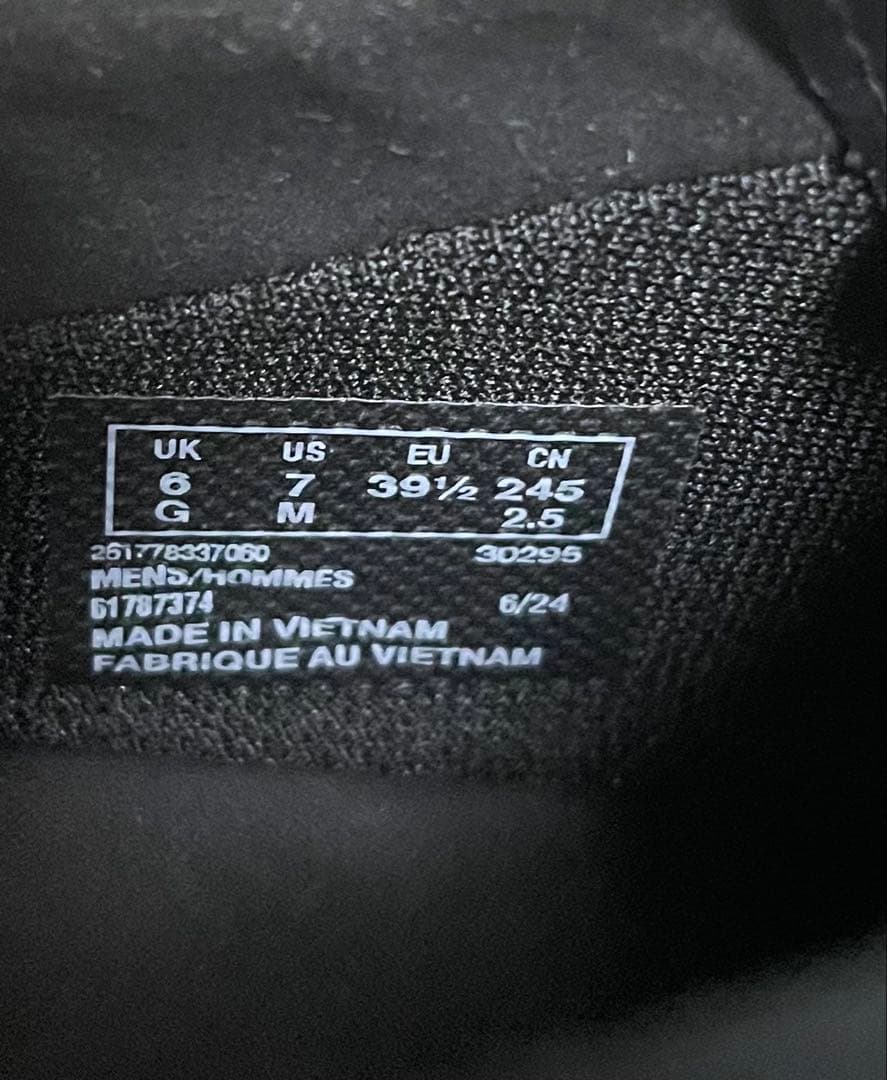 UK US EU CN
6 7 39½ 245
G M 2.5
261778337060 30295
MENS/HOMMES
61787374 6/24
MADE IN VIETNAM
FABRIQUE AU VIETNAM